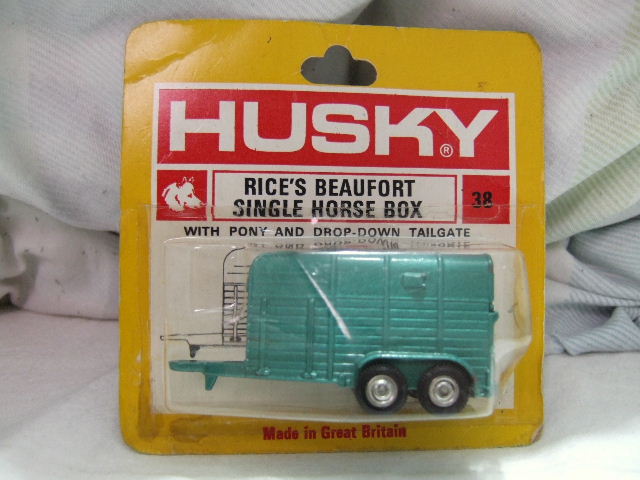 HUSKY®
RICE'S BEAUFORT
SINGLE HORSE BOX
38
WITH PONY AND DROP-DOWN TAILGATE
Made in Great Britain